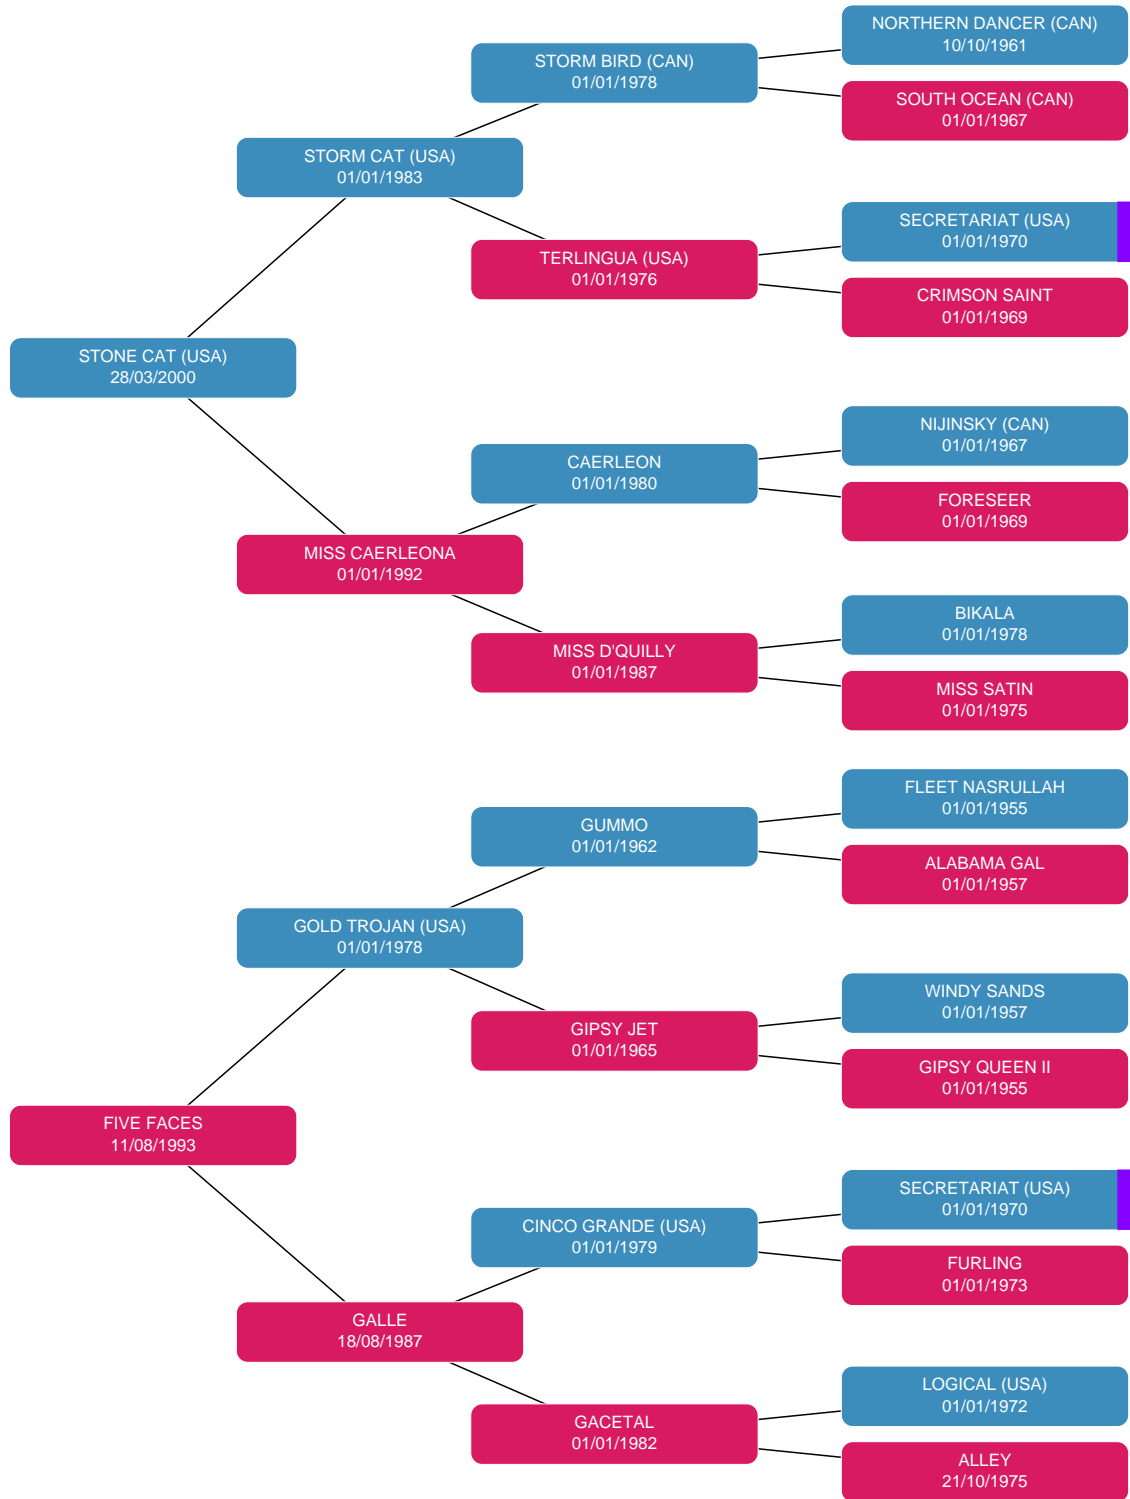 NORTHERN DANCER (CAN)
10/10/1961
STORM BIRD (CAN)
01/01/1978
SOUTH OCEAN (CAN)
01/01/1967
STORM CAT (USA)
01/01/1983
SECRETARIAT (USA)
01/01/1970
TERLINGUA (USA)
01/01/1976
CRIMSON SAINT
01/01/1969
STONE CAT (USA)
28/03/2000
NIJINSKY (CAN)
01/01/1967
CAERLEON
01/01/1980
FORESEER
01/01/1969
MISS CAERLEONA
01/01/1992
BIKALA
01/01/1978
MISS D'QUILLY
01/01/1987
MISS SATIN
01/01/1975
FLEET NASRULLAH
01/01/1955
GUMMO
01/01/1962
ALABAMA GAL
01/01/1957
GOLD TROJAN (USA)
01/01/1978
WINDY SANDS
01/01/1957
GIPSY JET
01/01/1965
GIPSY QUEEN II
01/01/1955
FIVE FACES
11/08/1993
SECRETARIAT (USA)
01/01/1970
CINCO GRANDE (USA)
01/01/1979
FURLING
01/01/1973
GALLE
18/08/1987
LOGICAL (USA)
01/01/1972
GACETAL
01/01/1982
ALLEY
21/10/1975